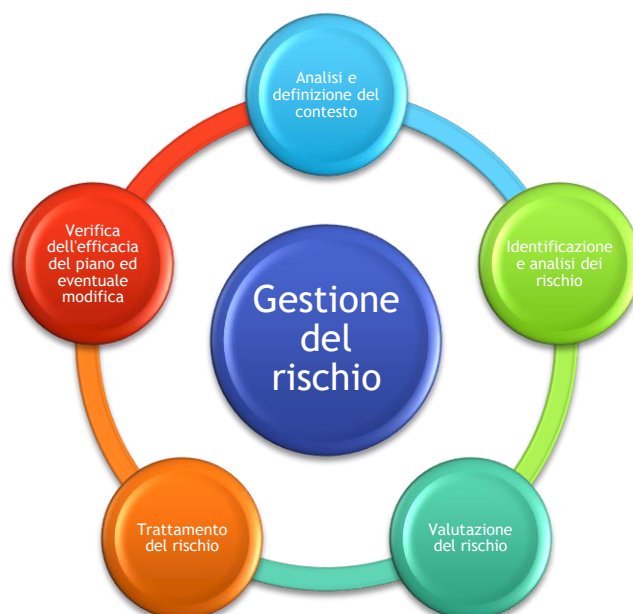 Analisi e
definizione del
contesto
Identificazione
e analisi dei
rischio
Valutazione
del rischio
Trattamento
del rischio
Verifica
dell'efficacia
del piano ed
eventuale
modifica
Gestione
del
rischio